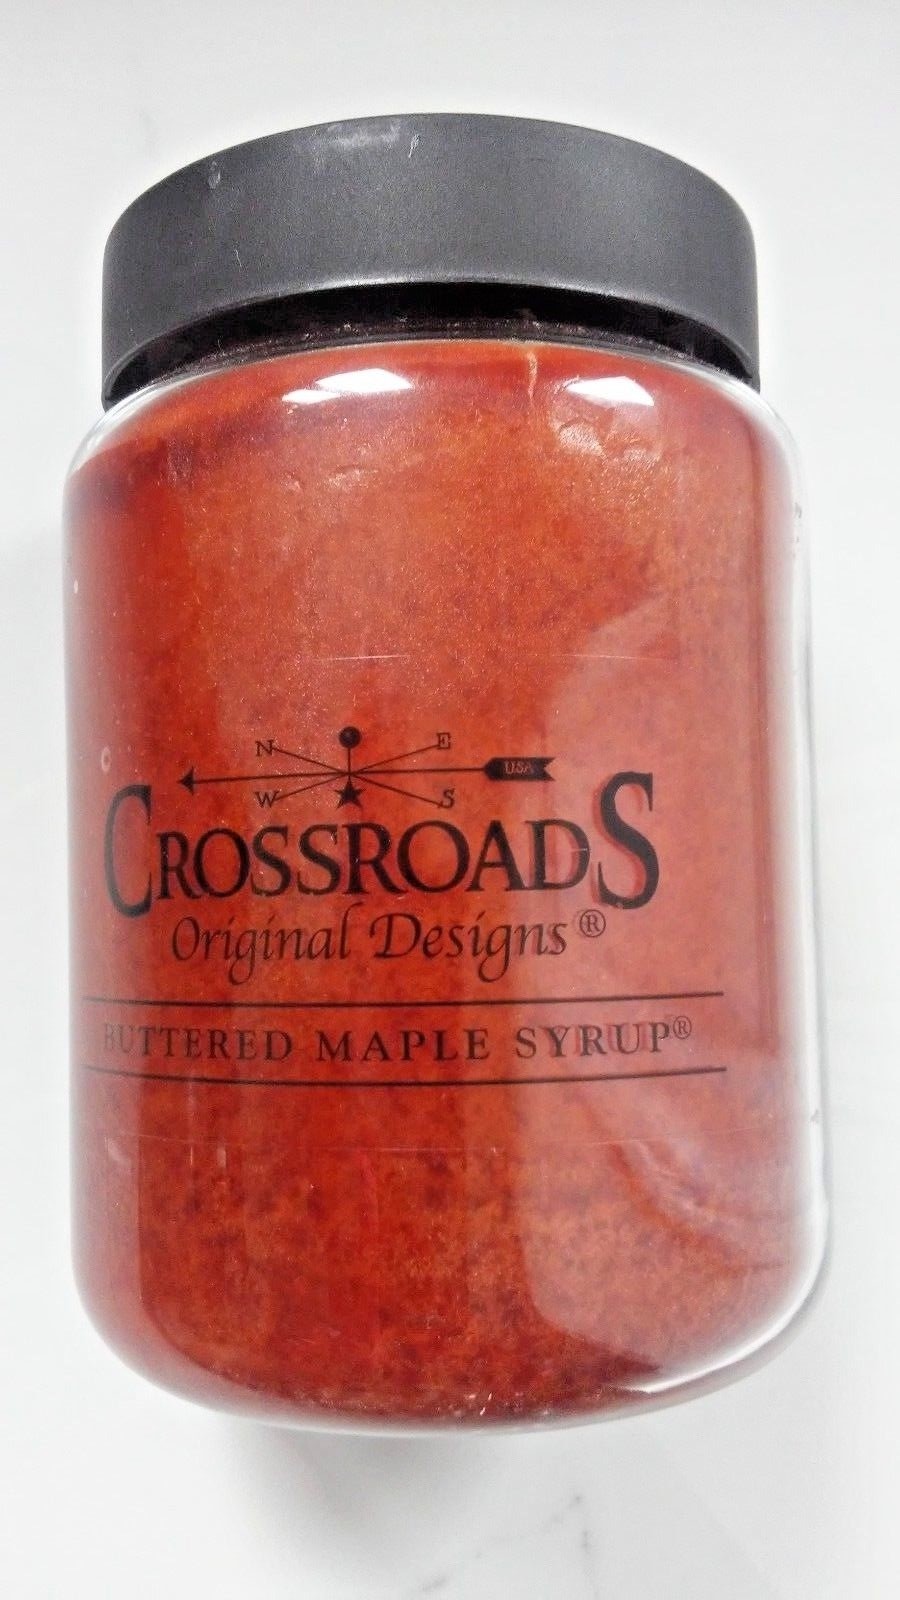 N E
USA
W S
CROSSROADS
Original Designs®
BUTTERED MAPLE SYRUP®